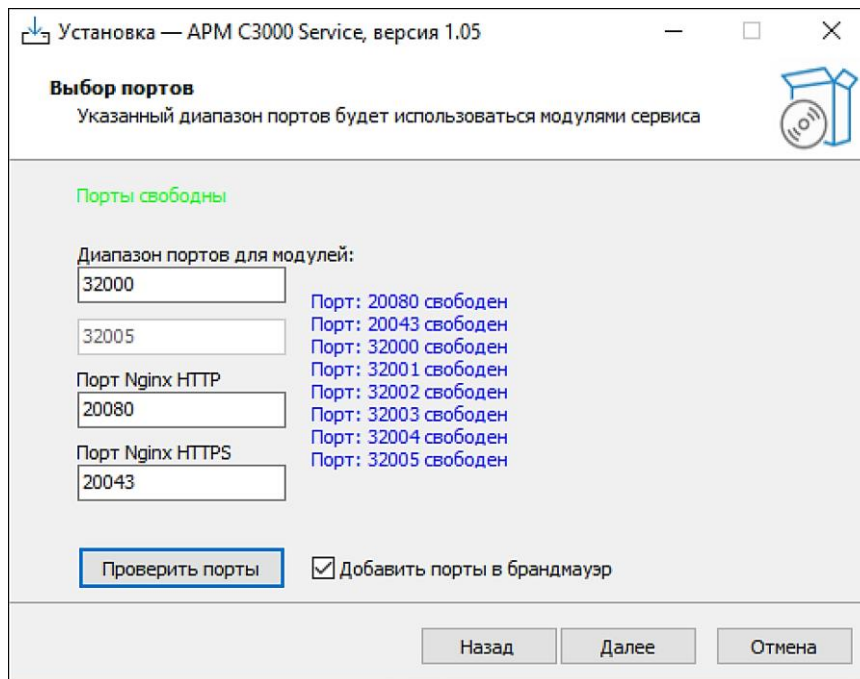 Установка — АРМ С3000 Service, версия 1.05
Выбор портов
Указанный диапазон портов будет использоваться модулями сервиса
Порты свободны
Диапазон портов для модулей:
32000
32005
Порт Nginx HTTP
20080
Порт Nginx HTTPS
20043
Порт: 20080 свободен
Порт: 20043 свободен
Порт: 32000 свободен
Порт: 32001 свободен
Порт: 32002 свободен
Порт: 32003 свободен
Порт: 32004 свободен
Порт: 32005 свободен
Проверить порты
Добавить порты в брандмауэр
Назад
Далее
Отмена